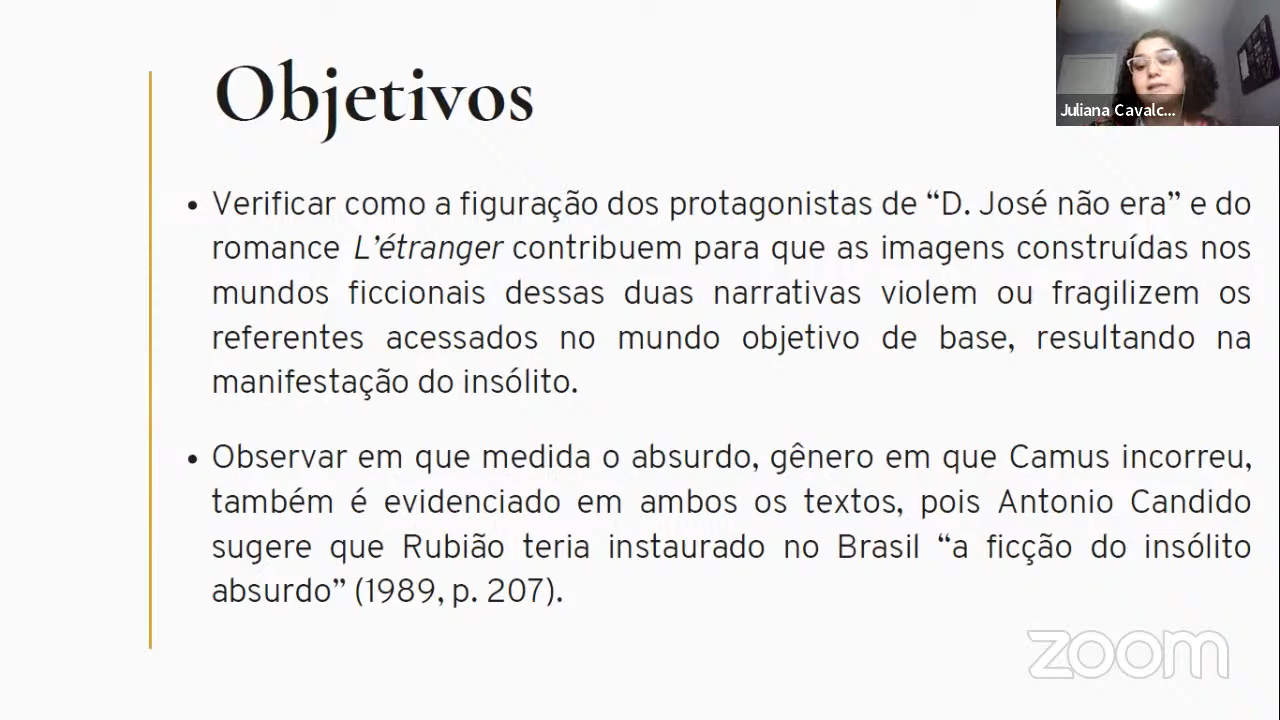 Objetivos
Juliana Cavalc...
• Verificar como a figuração dos protagonistas de “D. José não era” e do
romance L’étranger contribuem para que as imagens construídas nos
mundos ficcionais dessas duas narrativas violem ou fragilizem os
referentes acessados no mundo objetivo de base, resultando na
manifestação do insólito.
• Observar em que medida o absurdo, gênero em que Camus incorreu,
também é evidenciado em ambos os textos, pois Antonio Candido
sugere que Rubião teria instaurado no Brasil “a ficção do insólito
absurdo” (1989, p. 207).
zoom